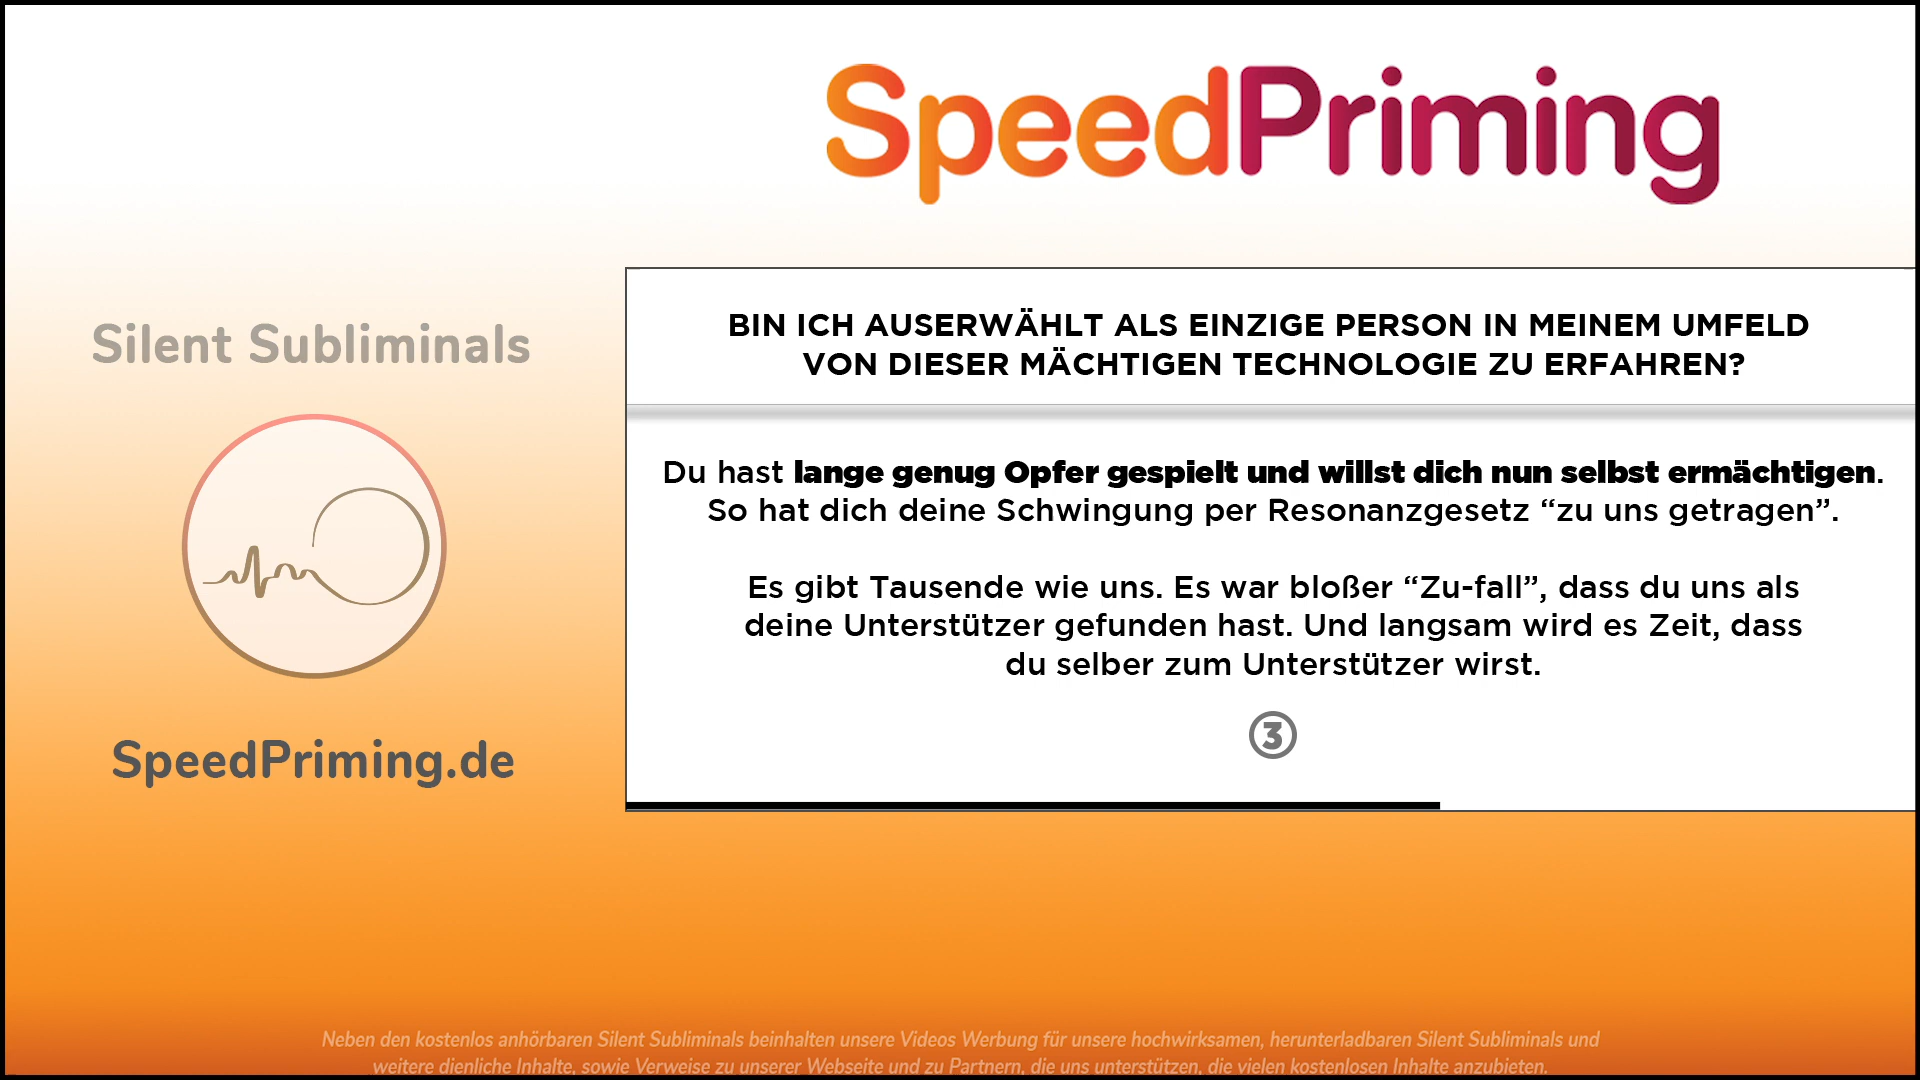 SpeedPriming
Silent Subliminals
SpeedPriming.de
BIN ICH AUSERWÄHLT ALS EINZIGE PERSON IN MEINEM UMFELD
VON DIESER MÄCHTIGEN TECHNOLOGIE ZU ERFAHREN?
Du hast lange genug Opfer gespielt und willst dich nun selbst ermächtigen.
So hat dich deine Schwingung per Resonanzgesetz “zu uns getragen”.
Es gibt Tausende wie uns. Es war bloßer “Zu-fall”, dass du uns als
deine Unterstützer gefunden hast. Und langsam wird es Zeit, dass
du selber zum Unterstützer wirst.
3
Neben den kostenlos anhörbaren Silent Subliminals beinhalten unsere Videos Werbung für unsere hochwirksamen, herunterladbaren Silent Subliminals und
weitere dienliche Inhalte, sowie Verweise zu unserer Webseite und zu Partnern, die uns unterstützen, die vielen kostenlosen Inhalte anzubieten.